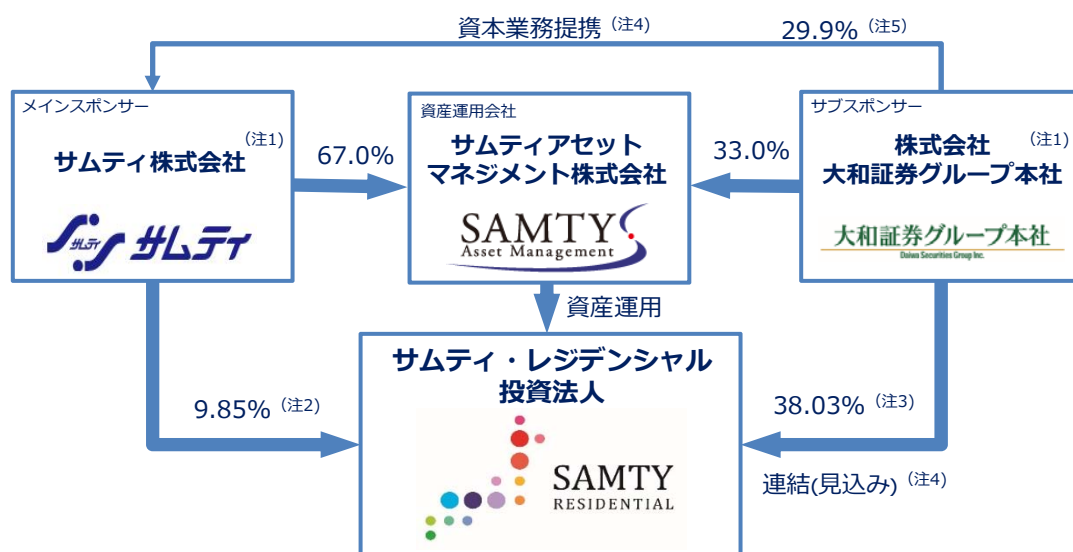 資本業務提携 (注4) 29.9% (注5)
メインスポンサー
サムティ株式会社 (注1)
サムティ サムティ
67.0%
資産運用会社
サムティアセット
マネジメント株式会社
SAMTY
Asset Management
33.0%
サブスポンサー
株式会社 (注1)
大和証券グループ本社
大和証券グループ本社
Daiwa Securities Group Inc.
資産運用
サムティ・レジデンシャル
投資法人
SAMTY
RESIDENTIAL
9.85% (注2)
38.03% (注3)
連結(見込み) (注4)